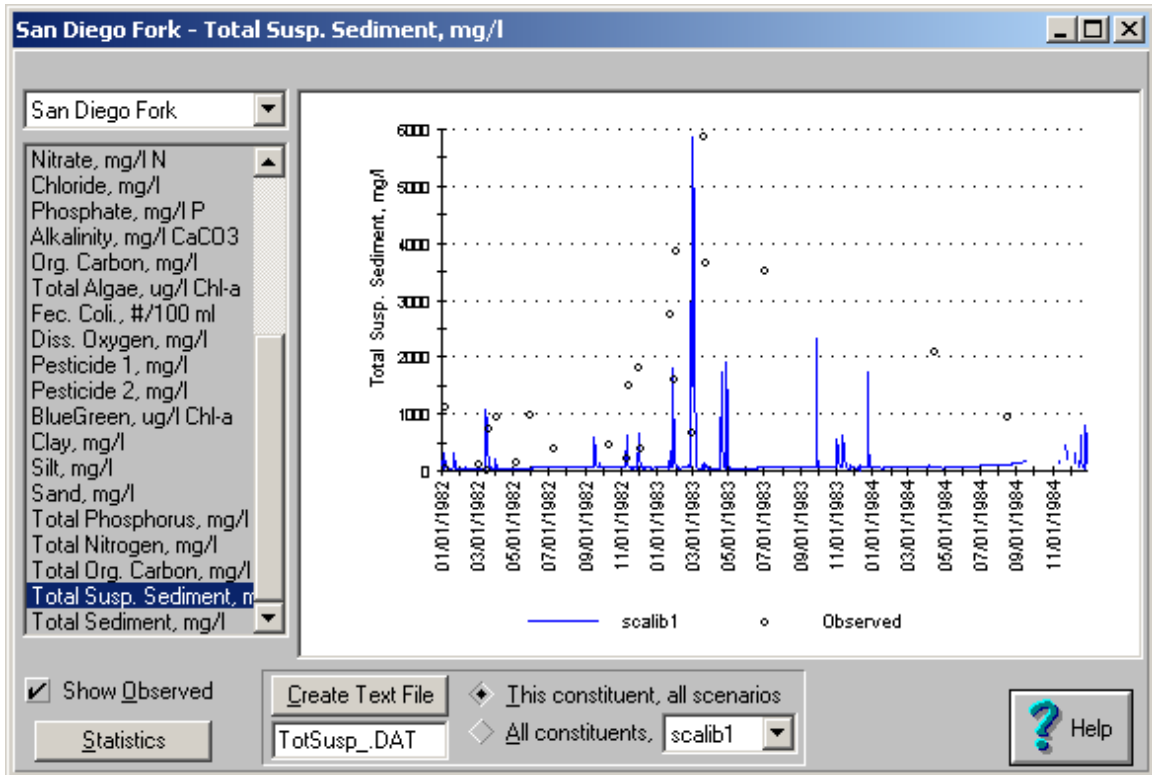 San Diego Fork - Total Susp. Sediment, mg/l
San Diego Fork
Nitrate, mg/l N
Chloride, mg/l
Phosphate, mg/l P
Alkalinity, mg/l CaCO3
Org. Carbon, mg/l
Total Algae, ug/l Chl-a
Fec. Coli., #/100 ml
Diss. Oxygen, mg/l
Pesticide 1, mg/l
Pesticide 2, mg/l
BlueGreen, ug/l Chl-a
Clay, mg/l
Silt, mg/l
Sand, mg/l
Total Phosphorus, mg/l
Total Nitrogen, mg/l
Total Org. Carbon, mg/l
Total Susp. Sediment, m
Total Sediment, mg/l
Total Susp. Sediment, mg/l
6000
5000
4000
3000
2000
1000
0
01/01/1982
03/01/1982
05/01/1982
07/01/1982
09/01/1982
11/01/1982
01/01/1983
03/01/1983
05/01/1983
07/01/1983
09/01/1983
11/01/1983
01/01/1984
03/01/1984
05/01/1984
07/01/1984
09/01/1984
11/01/1984
scalib1
Observed
Show Observed
Statistics
Create Text File
TotSusp_.DAT
This constituent, all scenarios
All constituents,
scalib1
Help